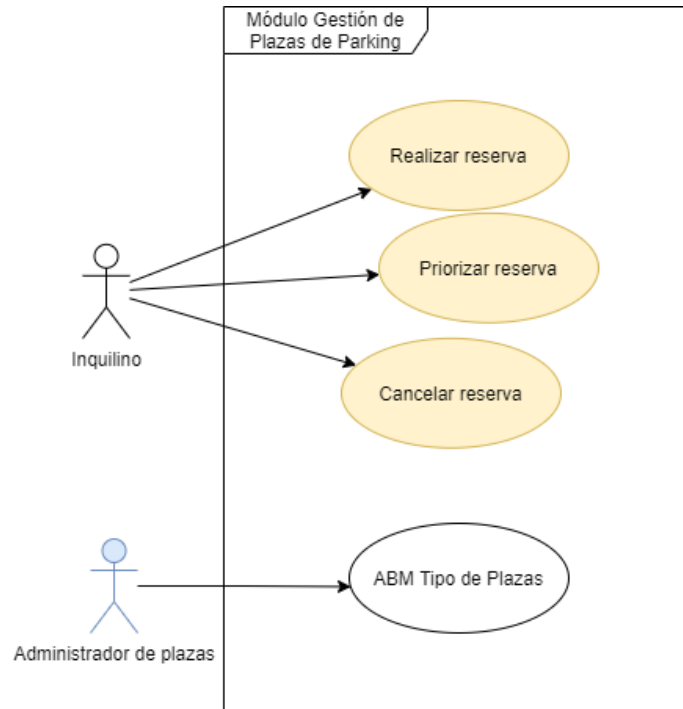 Módulo Gestión de
Plazas de Parking
Realizar reserva
Priorizar reserva
Inquilino
Cancelar reserva
ABM Tipo de Plazas
Administrador de plazas